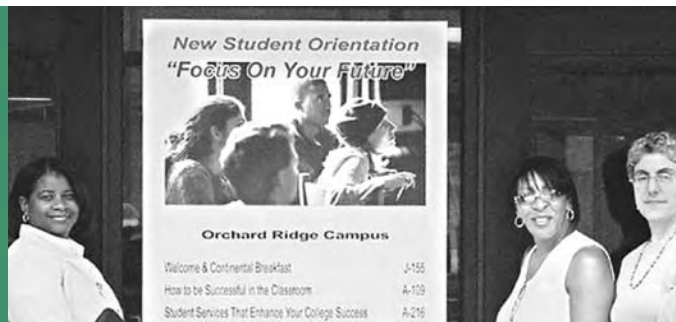 New Student Orientation
"Focus On Your Future"
Orchard Ridge Campus
Welcome & Continental Breakfast J-155
How to be Successful in the Classroom A-109
Student Services That Enhance Your College Success A-216